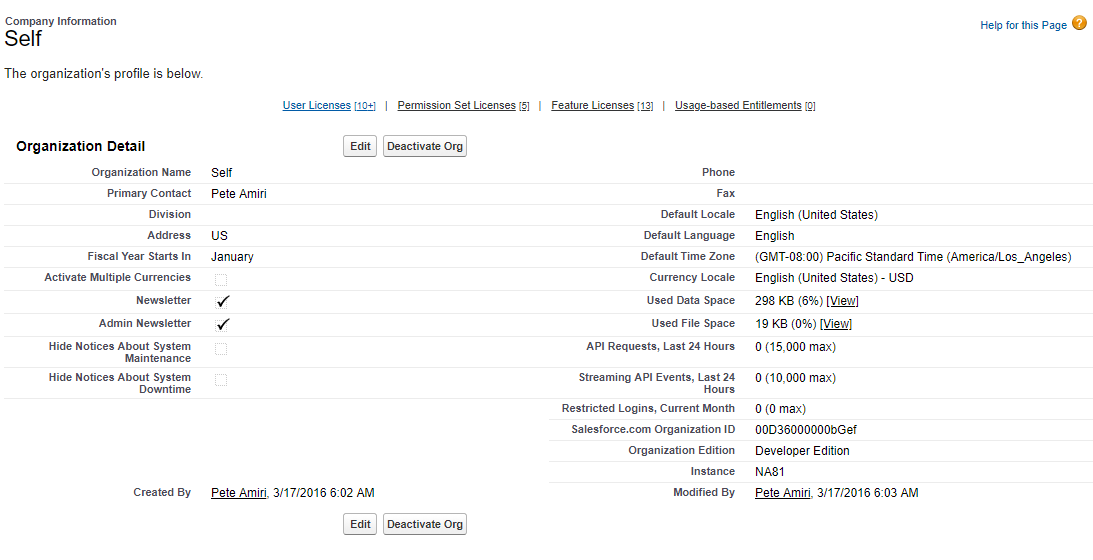 Company Information
Self
Help for this Page ?
The organization's profile is below.
User Licenses [10+] | Permission Set Licenses [5] | Feature Licenses [13] | Usage-based Entitlements [0]
Organization Detail Edit Deactivate Org
Organization Name Self Phone
Primary Contact Pete Amiri Fax
Division Default Locale English (United States)
Address US Default Language English
Fiscal Year Starts In January Default Time Zone (GMT-08:00) Pacific Standard Time (America/Los_Angeles)
Activate Multiple Currencies Currency Locale English (United States) - USD
Newsletter Used Data Space 298 KB (6%) [View]
Admin Newsletter Used File Space 19 KB (0%) [View]
Hide Notices About System API Requests, Last 24 Hours 0 (15,000 max)
Maintenance
Hide Notices About System Streaming API Events, Last 24 0 (10,000 max)
Downtime Hours
Restricted Logins, Current Month 0 (0 max)
Salesforce.com Organization ID 00D36000000bGef
Organization Edition Developer Edition
Instance NA81
Created By Pete Amiri, 3/17/2016 6:02 AM Modified By Pete Amiri, 3/17/2016 6:03 AM
Edit Deactivate Org